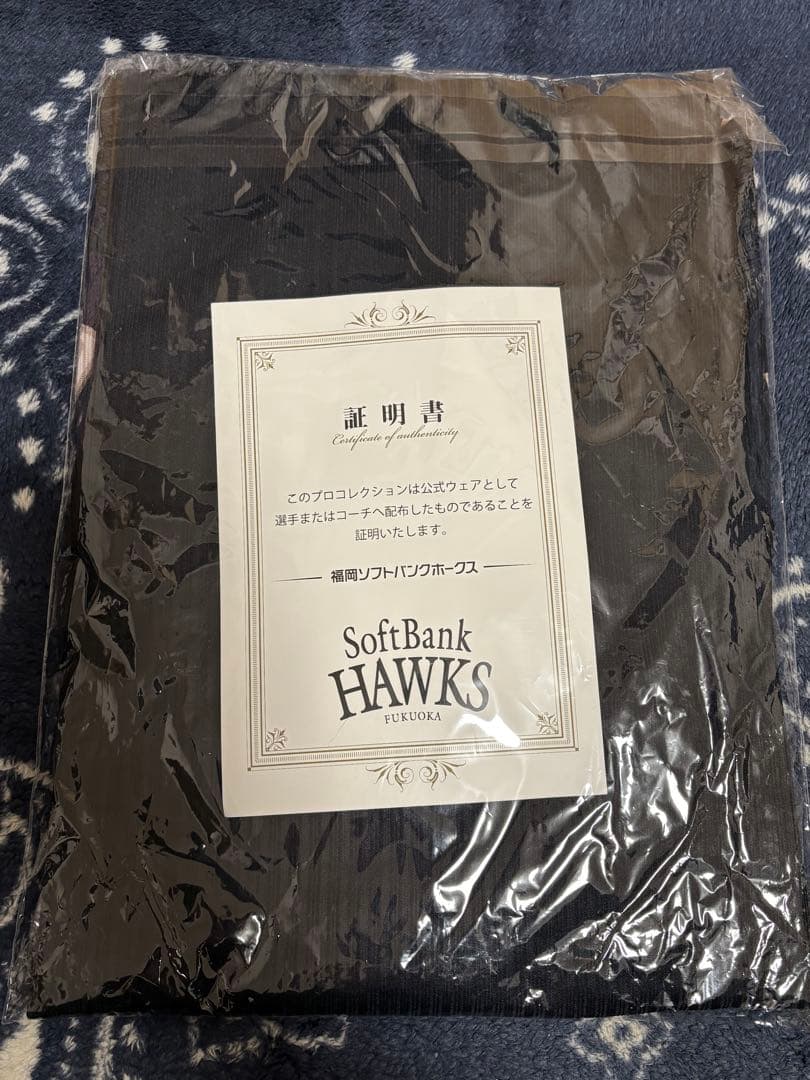 証明書
Certificate of authenticity
このプロコレクションは公式ウェアとして
選手またはコーチへ配布したものであることを
証明いたします。
福岡ソフトバンクホークス
SoftBank
HAWKS
FUKUOKA